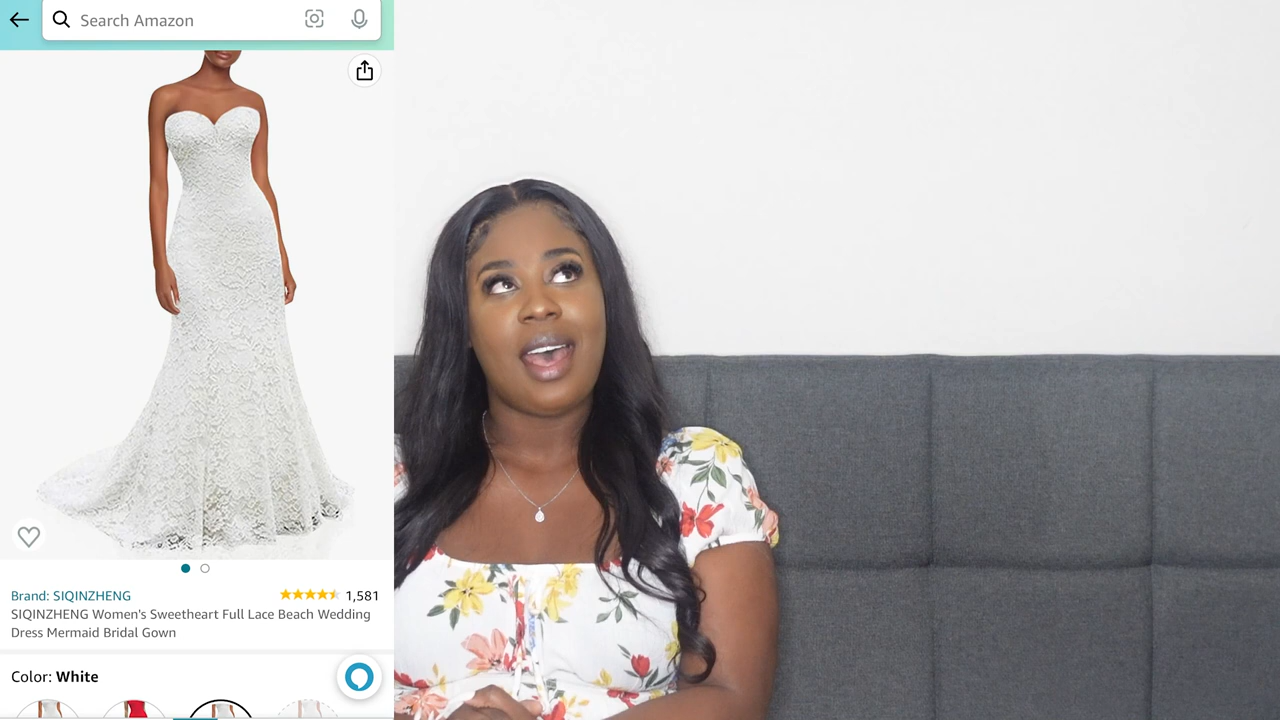 Search Amazon
Brand: SIQINZHENG
1,581
SIQINZHENG Women's Sweetheart Full Lace Beach Wedding
Dress Mermaid Bridal Gown
Color: White